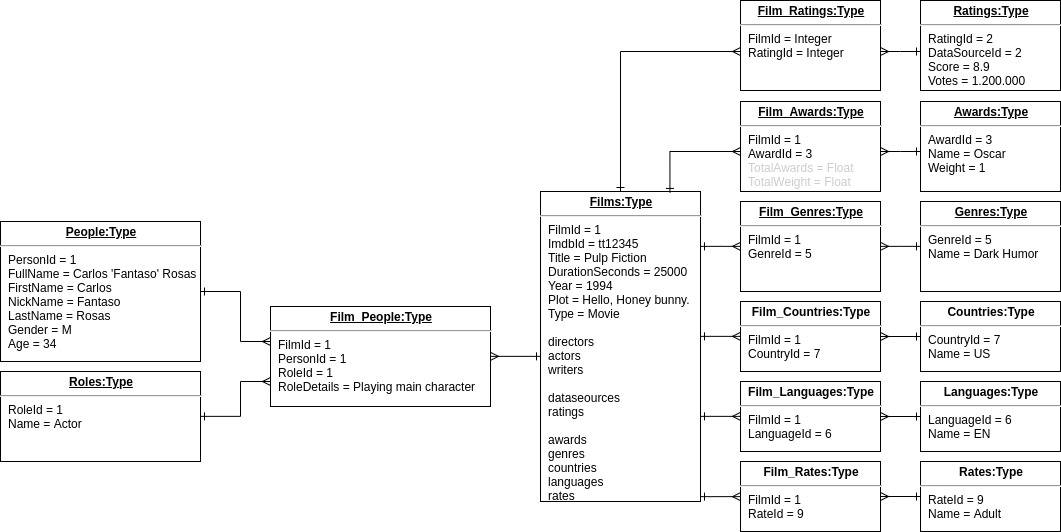 Film_Ratings:Type
FilmId = Integer
RatingId = Integer
Ratings:Type
RatingId = 2
DataSourceId = 2
Score = 8.9
Votes = 1.200.000
Film_Awards:Type
FilmId = 1
AwardId = 3
TotalAwards = Float
TotalWeight = Float
Awards:Type
AwardId = 3
Name = Oscar
Weight = 1
People:Type
PersonId = 1
FullName = Carlos 'Fantaso' Rosas
FirstName = Carlos
NickName = Fantaso
LastName = Rosas
Gender = M
Age = 34
Roles:Type
RoleId = 1
Name = Actor
Film_People:Type
FilmId = 1
PersonId = 1
RoleId = 1
RoleDetails = Playing main character
Films:Type
FilmId = 1
ImdbId = tt12345
Title = Pulp Fiction
DurationSeconds = 25000
Year = 1994
Plot = Hello, Honey bunny.
Type = Movie
directors
actors
writers
dataseources
ratings
awards
genres
countries
languages
rates
Film_Genres:Type
FilmId = 1
GenreId = 5
Genres:Type
GenreId = 5
Name = Dark Humor
Film_Countries:Type
FilmId = 1
CountryId = 7
Countries:Type
CountryId = 7
Name = US
Film_Languages:Type
FilmId = 1
LanguageId = 6
Languages:Type
LanguageId = 6
Name = EN
Film_Rates:Type
FilmId = 1
RateId = 9
Rates:Type
RateId = 9
Name = Adult